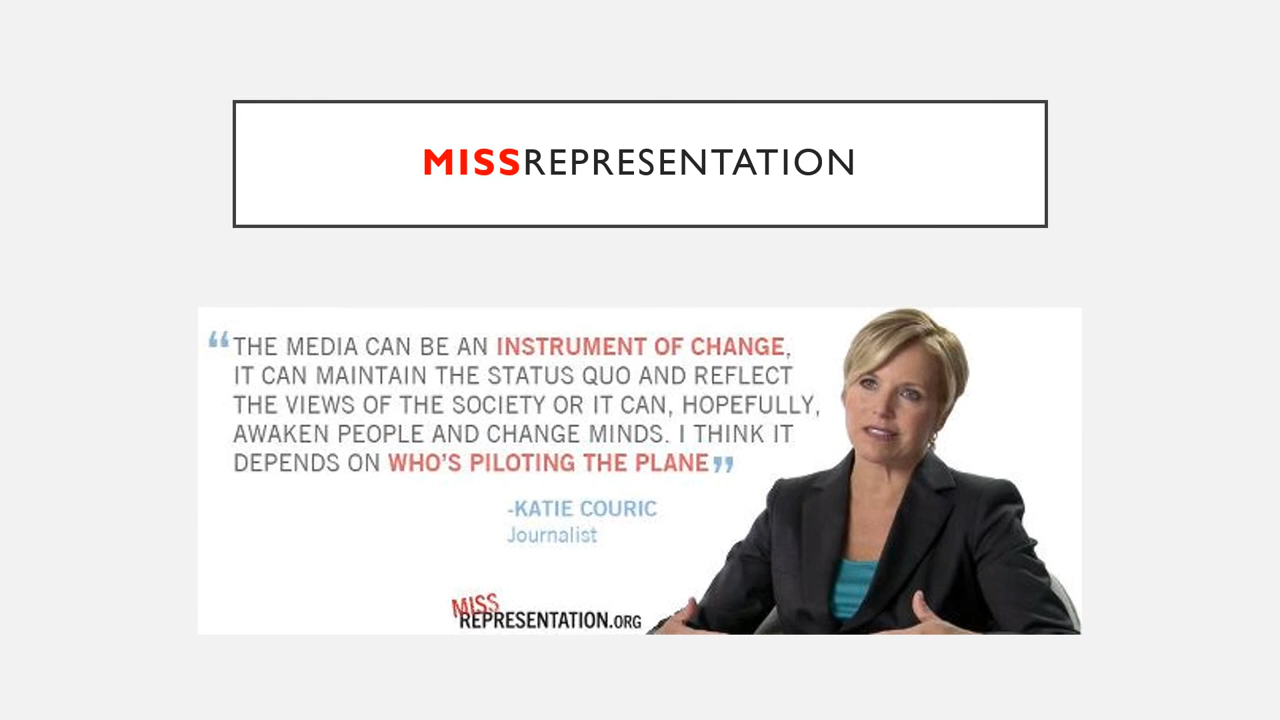 MISSREPRESENTATION
“THE MEDIA CAN BE AN INSTRUMENT OF CHANGE,
IT CAN MAINTAIN THE STATUS QUO AND REFLECT
THE VIEWS OF THE SOCIETY OR IT CAN, HOPEFULLY,
AWAKEN PEOPLE AND CHANGE MINDS. I THINK IT
DEPENDS ON WHO’S PILOTING THE PLANE”
-KATIE COURIC
Journalist
MISS
REPRESENTATION.ORG